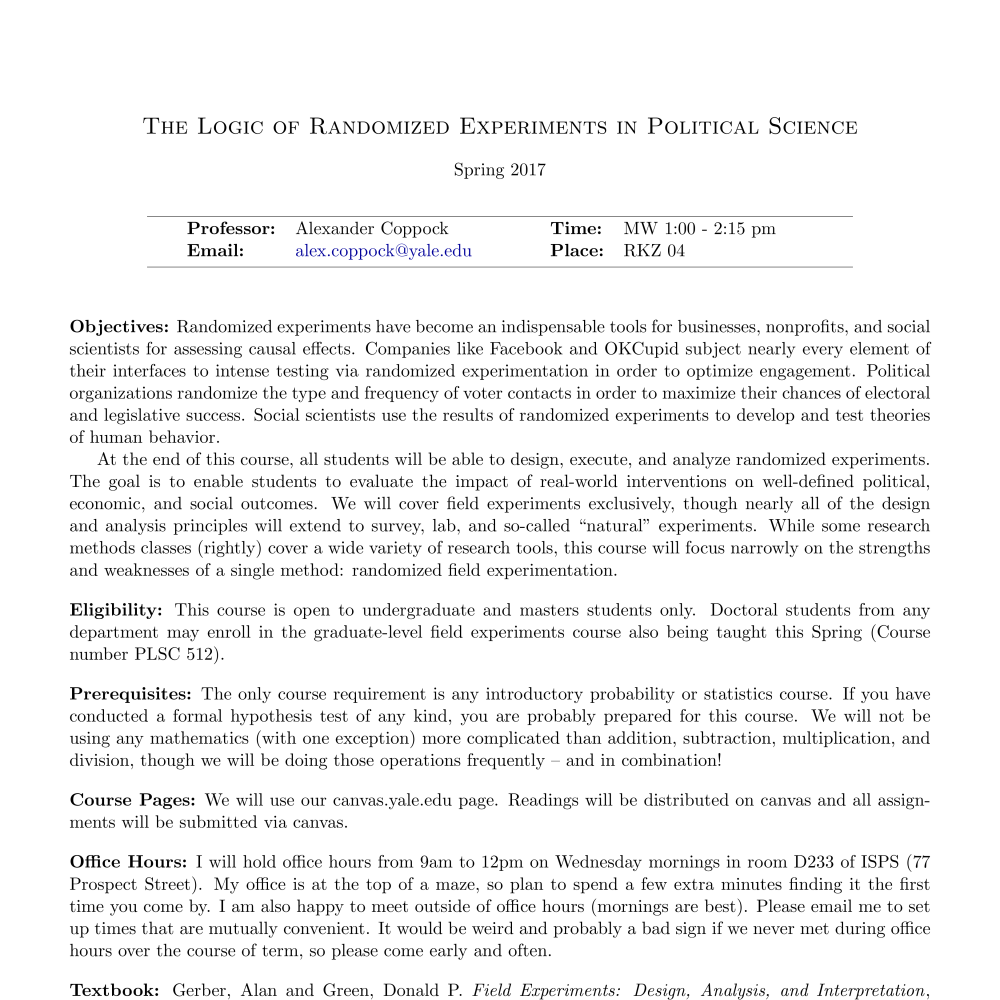 The Logic of Randomized Experiments in Political Science
Spring 2017
Professor: Alexander Coppock Time: MW 1:00 - 2:15 pm
Email: alex.coppock@yale.edu Place: RKZ 04
Objectives: Randomized experiments have become an indispensable tools for businesses, nonprofits, and social
scientists for assessing causal effects. Companies like Facebook and OKCupid subject nearly every element of
their interfaces to intense testing via randomized experimentation in order to optimize engagement. Political
organizations randomize the type and frequency of voter contacts in order to maximize their chances of electoral
and legislative success. Social scientists use the results of randomized experiments to develop and test theories
of human behavior.
At the end of this course, all students will be able to design, execute, and analyze randomized experiments.
The goal is to enable students to evaluate the impact of real-world interventions on well-defined political,
economic, and social outcomes. We will cover field experiments exclusively, though nearly all of the design
and analysis principles will extend to survey, lab, and so-called “natural” experiments. While some research
methods classes (rightly) cover a wide variety of research tools, this course will focus narrowly on the strengths
and weaknesses of a single method: randomized field experimentation.
Eligibility: This course is open to undergraduate and masters students only. Doctoral students from any
department may enroll in the graduate-level field experiments course also being taught this Spring (Course
number PLSC 512).
Prerequisites: The only course requirement is any introductory probability or statistics course. If you have
conducted a formal hypothesis test of any kind, you are probably prepared for this course. We will not be
using any mathematics (with one exception) more complicated than addition, subtraction, multiplication, and
division, though we will be doing those operations frequently – and in combination!
Course Pages: We will use our canvas.yale.edu page. Readings will be distributed on canvas and all assign-
ments will be submitted via canvas.
Office Hours: I will hold office hours from 9am to 12pm on Wednesday mornings in room D233 of ISPS (77
Prospect Street). My office is at the top of a maze, so plan to spend a few extra minutes finding it the first
time you come by. I am also happy to meet outside of office hours (mornings are best). Please email me to set
up times that are mutually convenient. It would be weird and probably a bad sign if we never met during office
hours over the course of term, so please come early and often.
Textbook: Gerber, Alan and Green, Donald P. Field Experiments: Design, Analysis, and Interpretation,